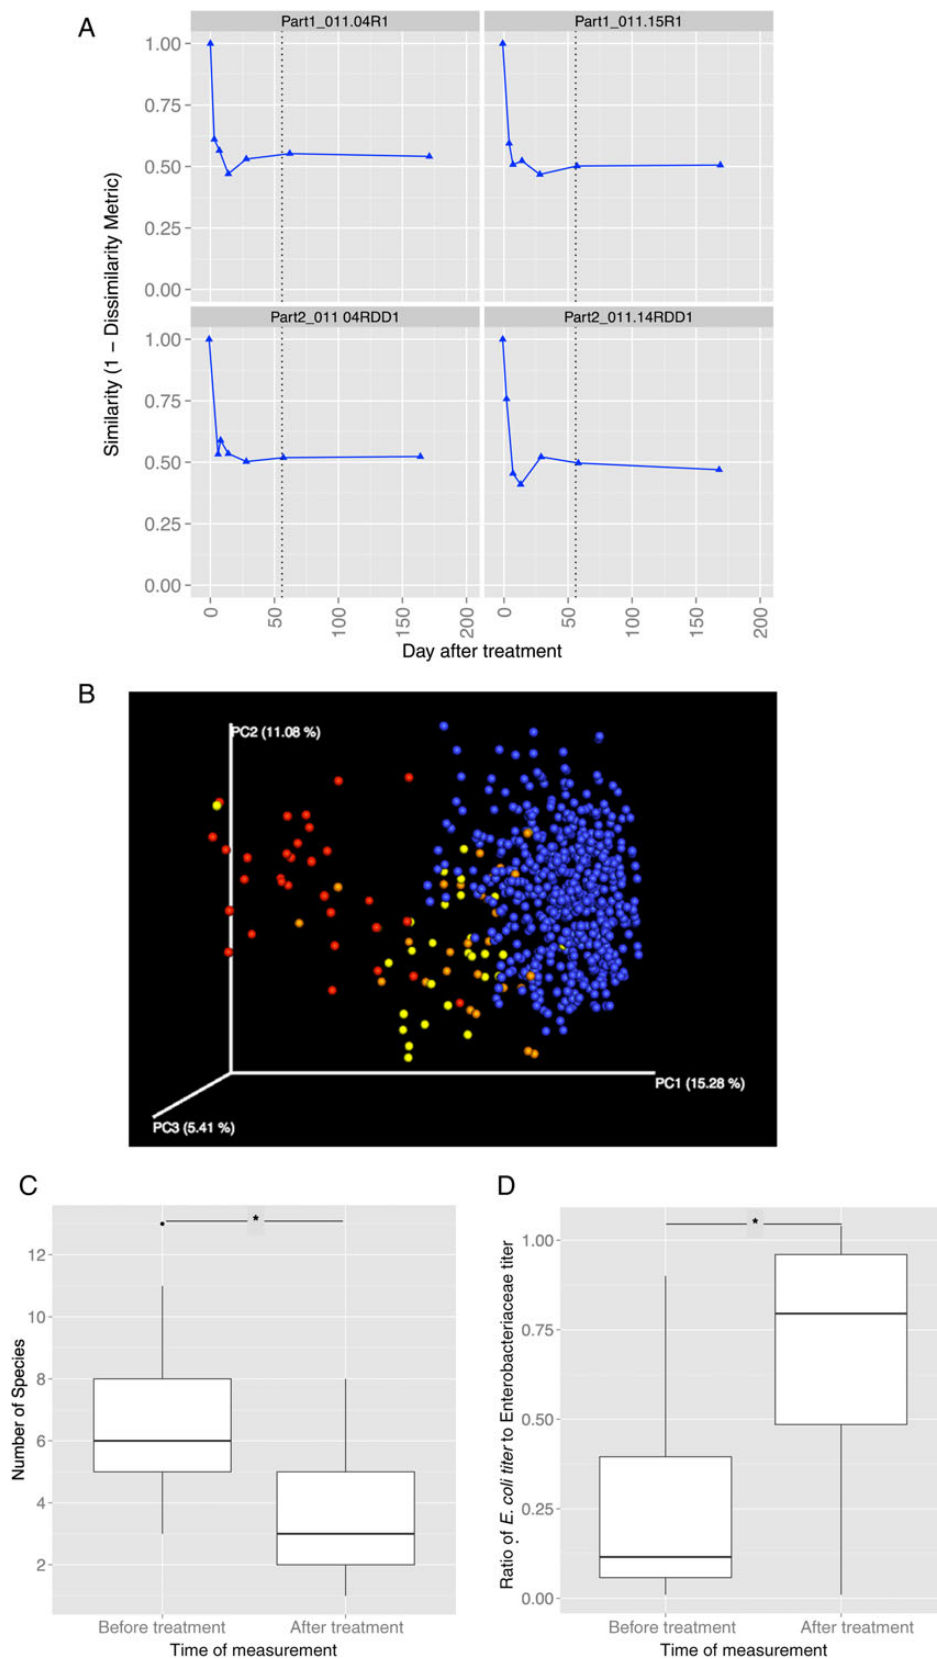 A
Part1_011.04R1
Part1_011.15R1
1.00
0.75
0.50
0.25
0.00
Part2_011 04RDD1
Part2_011.14RDD1
1.00
0.75
0.50
0.25
0.00
Similarity (1 − Dissimilarity Metric)
0 50 100 150 200
0 50 100 150 200
Day after treatment
B
PC2 (11.08 %)
PC1 (15.28 %)
PC3 (5.41 %)
C
*
12
10
8
6
4
2
Number of Species
Before treatment After treatment
Time of measurement
D
*
1.00
0.75
0.50
0.25
0.00
Ratio of E. coli titer to Enterobacteriaceae titer
Before treatment After treatment
Time of measurement